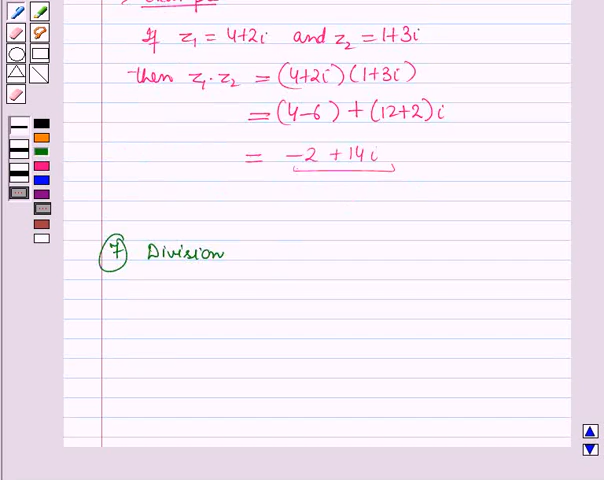 If z₁ = 4+2i and z₂ = 1+3i
then z₁·z₂ = (4+2i)(1+3i)
= (4-6) + (12+2)i
= -2 + 14i
7 Division